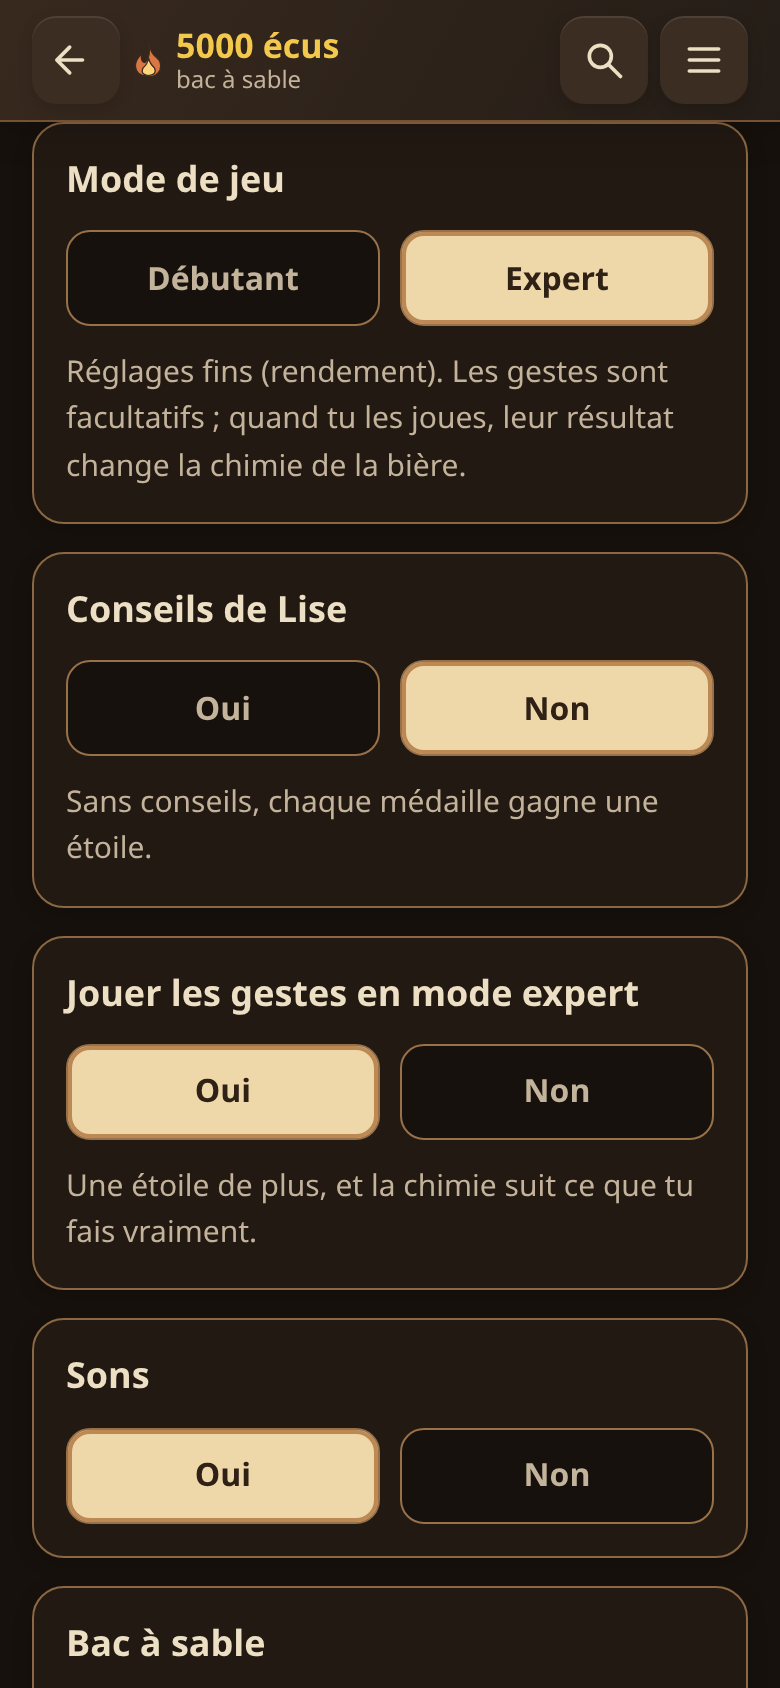 5000 écus
bac à sable
Mode de jeu
Débutant
Expert
Réglages fins (rendement). Les gestes sont
facultatifs ; quand tu les joues, leur résultat
change la chimie de la bière.
Conseils de Lise
Oui
Non
Sans conseils, chaque médaille gagne une
étoile.
Jouer les gestes en mode expert
Oui
Non
Une étoile de plus, et la chimie suit ce que tu
fais vraiment.
Sons
Oui
Non
Bac à sable